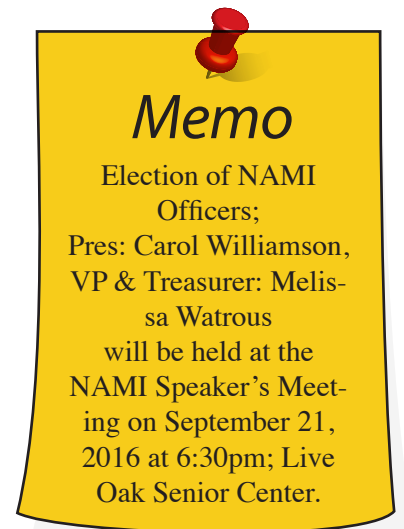 Memo
Election of NAMI
Officers;
Pres: Carol Williamson,
VP & Treasurer: Melis-
sa Watrous
will be held at the
NAMI Speaker’s Meet-
ing on September 21,
2016 at 6:30pm; Live
Oak Senior Center.